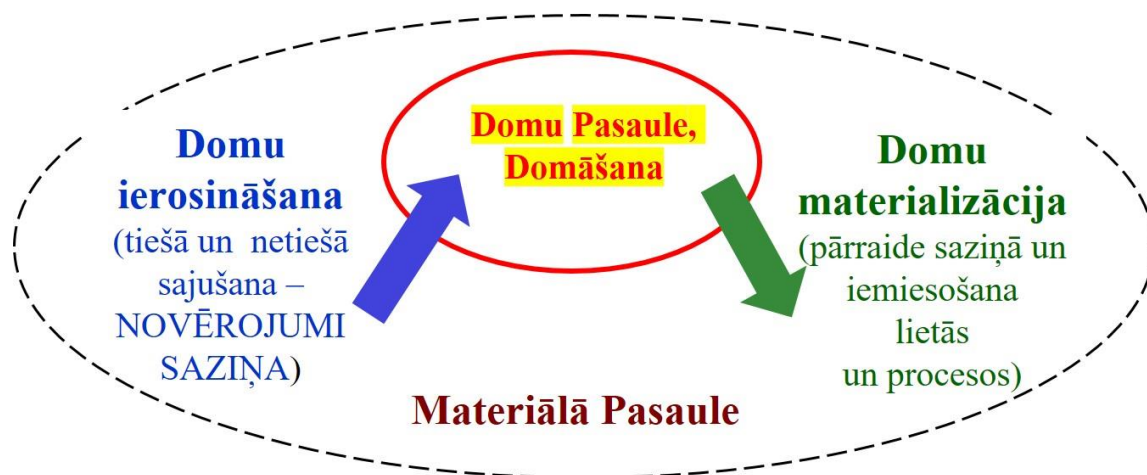 Domu
ierosināšana
(tiešā un netiešā
sajušana –
NOVĒROJUMI
SAZIŅA)
Domu Pasaule,
Domāšana
Domu
materializācija
(pārraide saziņā un
iemiesošana
lietās
un procesos)
Materiālā Pasaule